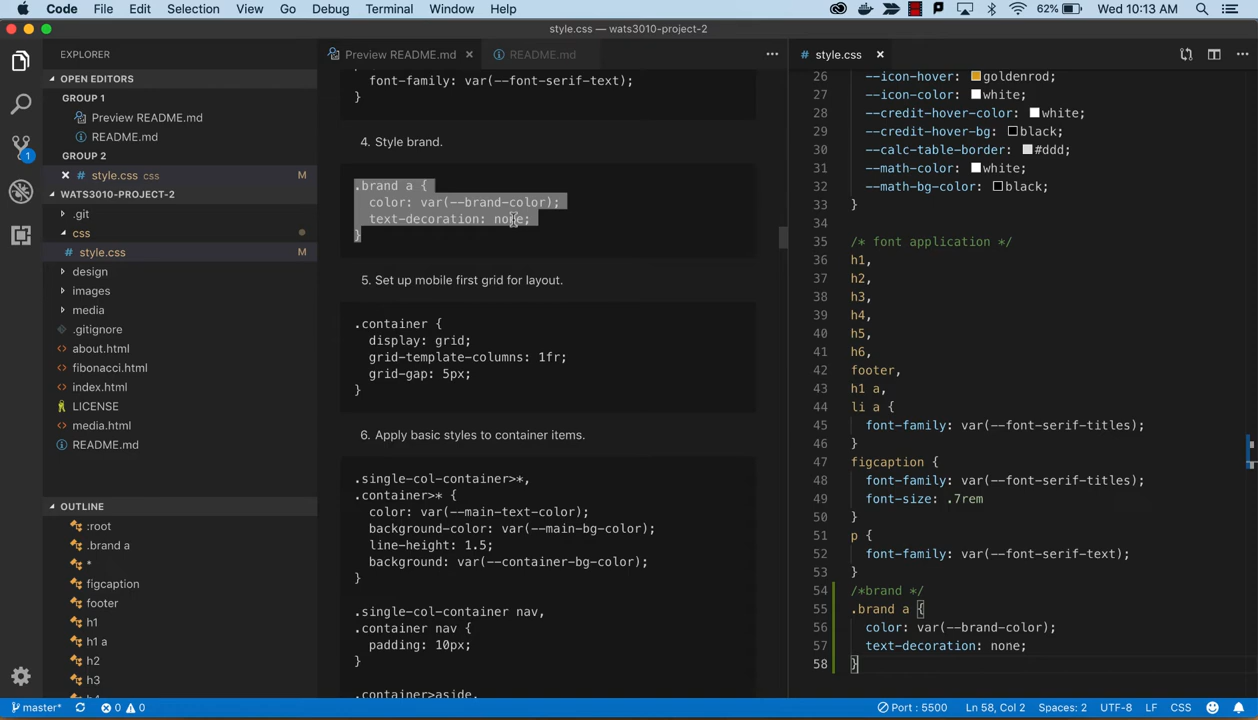 Code File Edit Selection View Go Debug Terminal Window Help 62% Wed 10:13 AM
style.css — wats3010-project-2
EXPLORER
OPEN EDITORS
GROUP 1
Preview README.md
README.md
GROUP 2
style.css css M
WATS3010-PROJECT-2
.git
css
style.css M
design
images
media
.gitignore
about.html
fibonacci.html
index.html
LICENSE
media.html
README.md
OUTLINE
:root
.brand a
*
figcaption
footer
h1
h1 a
h2
h3
Preview README.md
README.md
font-family: var(--font-serif-text);
}
4. Style brand.
.brand a {
color: var(--brand-color);
text-decoration: none;
}
5. Set up mobile first grid for layout.
.container {
display: grid;
grid-template-columns: 1fr;
grid-gap: 5px;
}
6. Apply basic styles to container items.
.single-col-container>*,
.container>* {
color: var(--main-text-color);
background-color: var(--main-bg-color);
line-height: 1.5;
background: var(--container-bg-color);
}
.single-col-container nav,
.container nav {
padding: 10px;
}
.container>aside,
style.css
26 --icon-hover: goldenrod;
27 --icon-color: white;
28 --credit-hover-color: white;
29 --credit-hover-bg: black;
30 --calc-table-border: #ddd;
31 --math-color: white;
32 --math-bg-color: black;
33 }
34
35 /* font application */
36 h1,
37 h2,
38 h3,
39 h4,
40 h5,
41 h6,
42 footer,
43 h1 a,
44 li a {
45 font-family: var(--font-serif-titles);
46 }
47 figcaption {
48 font-family: var(--font-serif-titles);
49 font-size: .7rem
50 }
51 p {
52 font-family: var(--font-serif-text);
53 }
54 /*brand */
55 .brand a {
56 color: var(--brand-color);
57 text-decoration: none;
58 }
master* 0 0 Port : 5500 Ln 58, Col 2 Spaces: 2 UTF-8 LF CSS